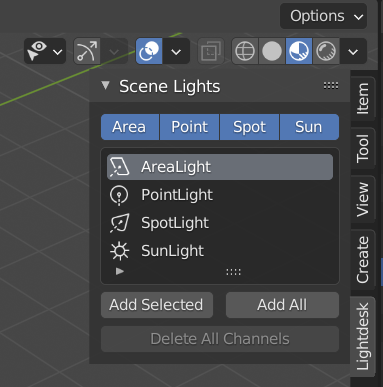 Options
Scene Lights
Area Point Spot Sun
AreaLight
PointLight
SpotLight
SunLight
Add Selected Add All
Delete All Channels
Item
Tool
View
Create
Lightdesk